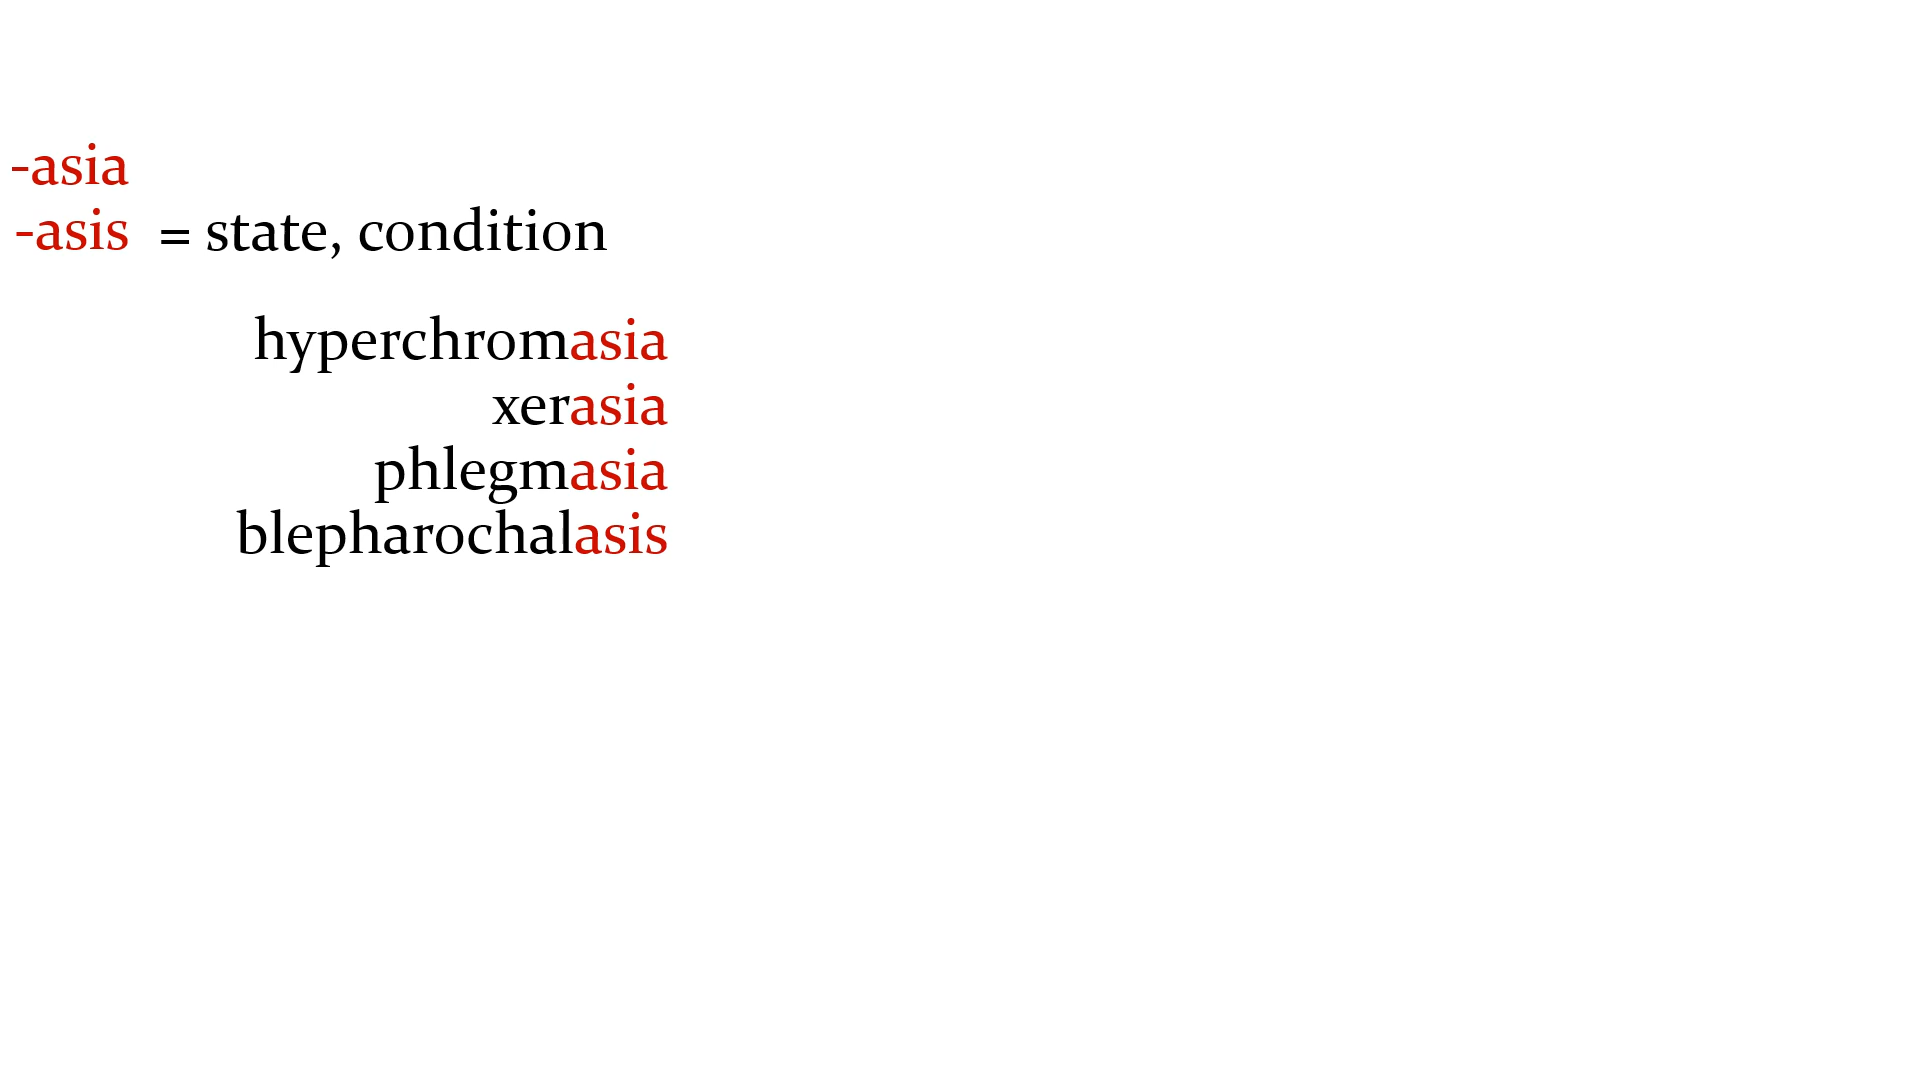 -asia
-asis = state, condition
hyperchromasia
xerasia
phlegmasia
blepharochalasis